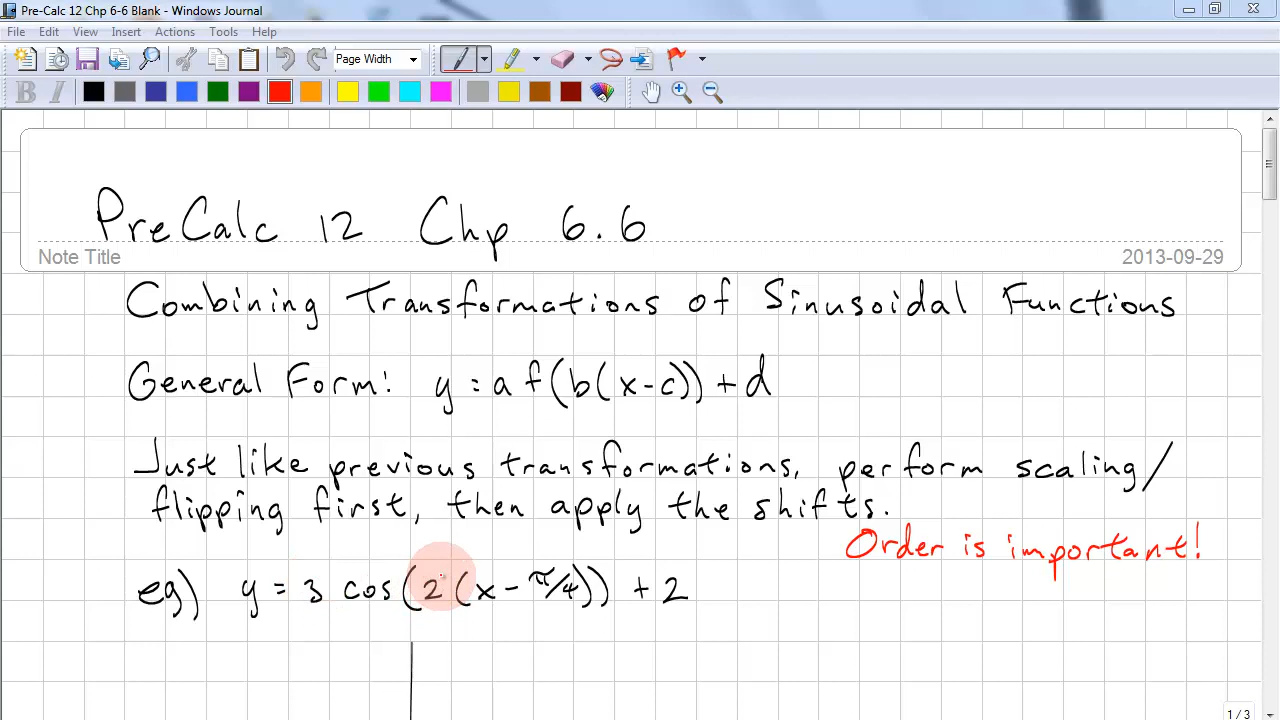 Pre-Calc 12 Chp 6-6 Blank - Windows Journal
File Edit View Insert Actions Tools Help
Page Width
B I
PreCalc 12 Chp 6.6
Note Title 2013-09-29
Combining Transformations of Sinusoidal Functions
General Form: y = a f(b(x-c)) + d
Just like previous transformations, perform scaling/
flipping first, then apply the shifts.
Order is important!
eg) y = 3 cos(2(x - π/4)) + 2
1 / 3